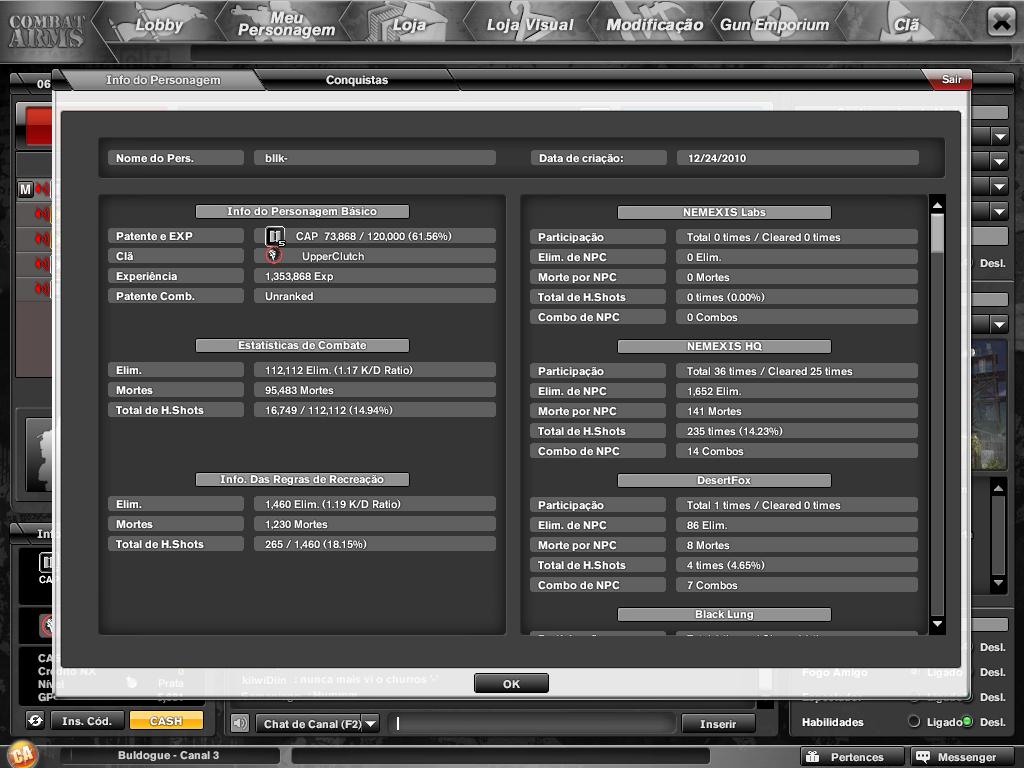 COMBAT ARMS
Lobby
Meu Personagem
Loja
Loja Visual
Modificação
Gun Emporium
Clã
06
Info do Personagem
Conquistas
Sair
Nome do Pers.
bllk-
Data de criação:
12/24/2010
Info do Personagem Básico
Patente e EXP
CAP 73,868 / 120,000 (61.56%)
Clã
UpperClutch
Experiência
1,353,868 Exp
Patente Comb.
Unranked
Estatísticas de Combate
Elim.
112,112 Elim. (1.17 K/D Ratio)
Mortes
95,483 Mortes
Total de H.Shots
16,749 / 112,112 (14.94%)
Info. Das Regras de Recreação
Elim.
1,460 Elim. (1.19 K/D Ratio)
Mortes
1,230 Mortes
Total de H.Shots
265 / 1,460 (18.15%)
NEMEXIS Labs
Participação
Total 0 times / Cleared 0 times
Elim. de NPC
0 Elim.
Morte por NPC
0 Mortes
Total de H.Shots
0 times (0.00%)
Combo de NPC
0 Combos
NEMEXIS HQ
Participação
Total 36 times / Cleared 25 times
Elim. de NPC
1,652 Elim.
Morte por NPC
141 Mortes
Total de H.Shots
235 times (14.23%)
Combo de NPC
14 Combos
DesertFox
Participação
Total 1 times / Cleared 0 times
Elim. de NPC
86 Elim.
Morte por NPC
8 Mortes
Total de H.Shots
4 times (4.65%)
Combo de NPC
7 Combos
Black Lung
M
Desl.
Desl.
Fogo Amigo
Ligado
Desl.
Ligado
Desl.
Habilidades
Ligado
Desl.
Prata
kiiwiDiin : nunca mais vi o churros '-'
OK
Ins. Cód.
CASH
Chat de Canal (F2)
Inserir
CA
Buldogue - Canal 3
Pertences
Messenger